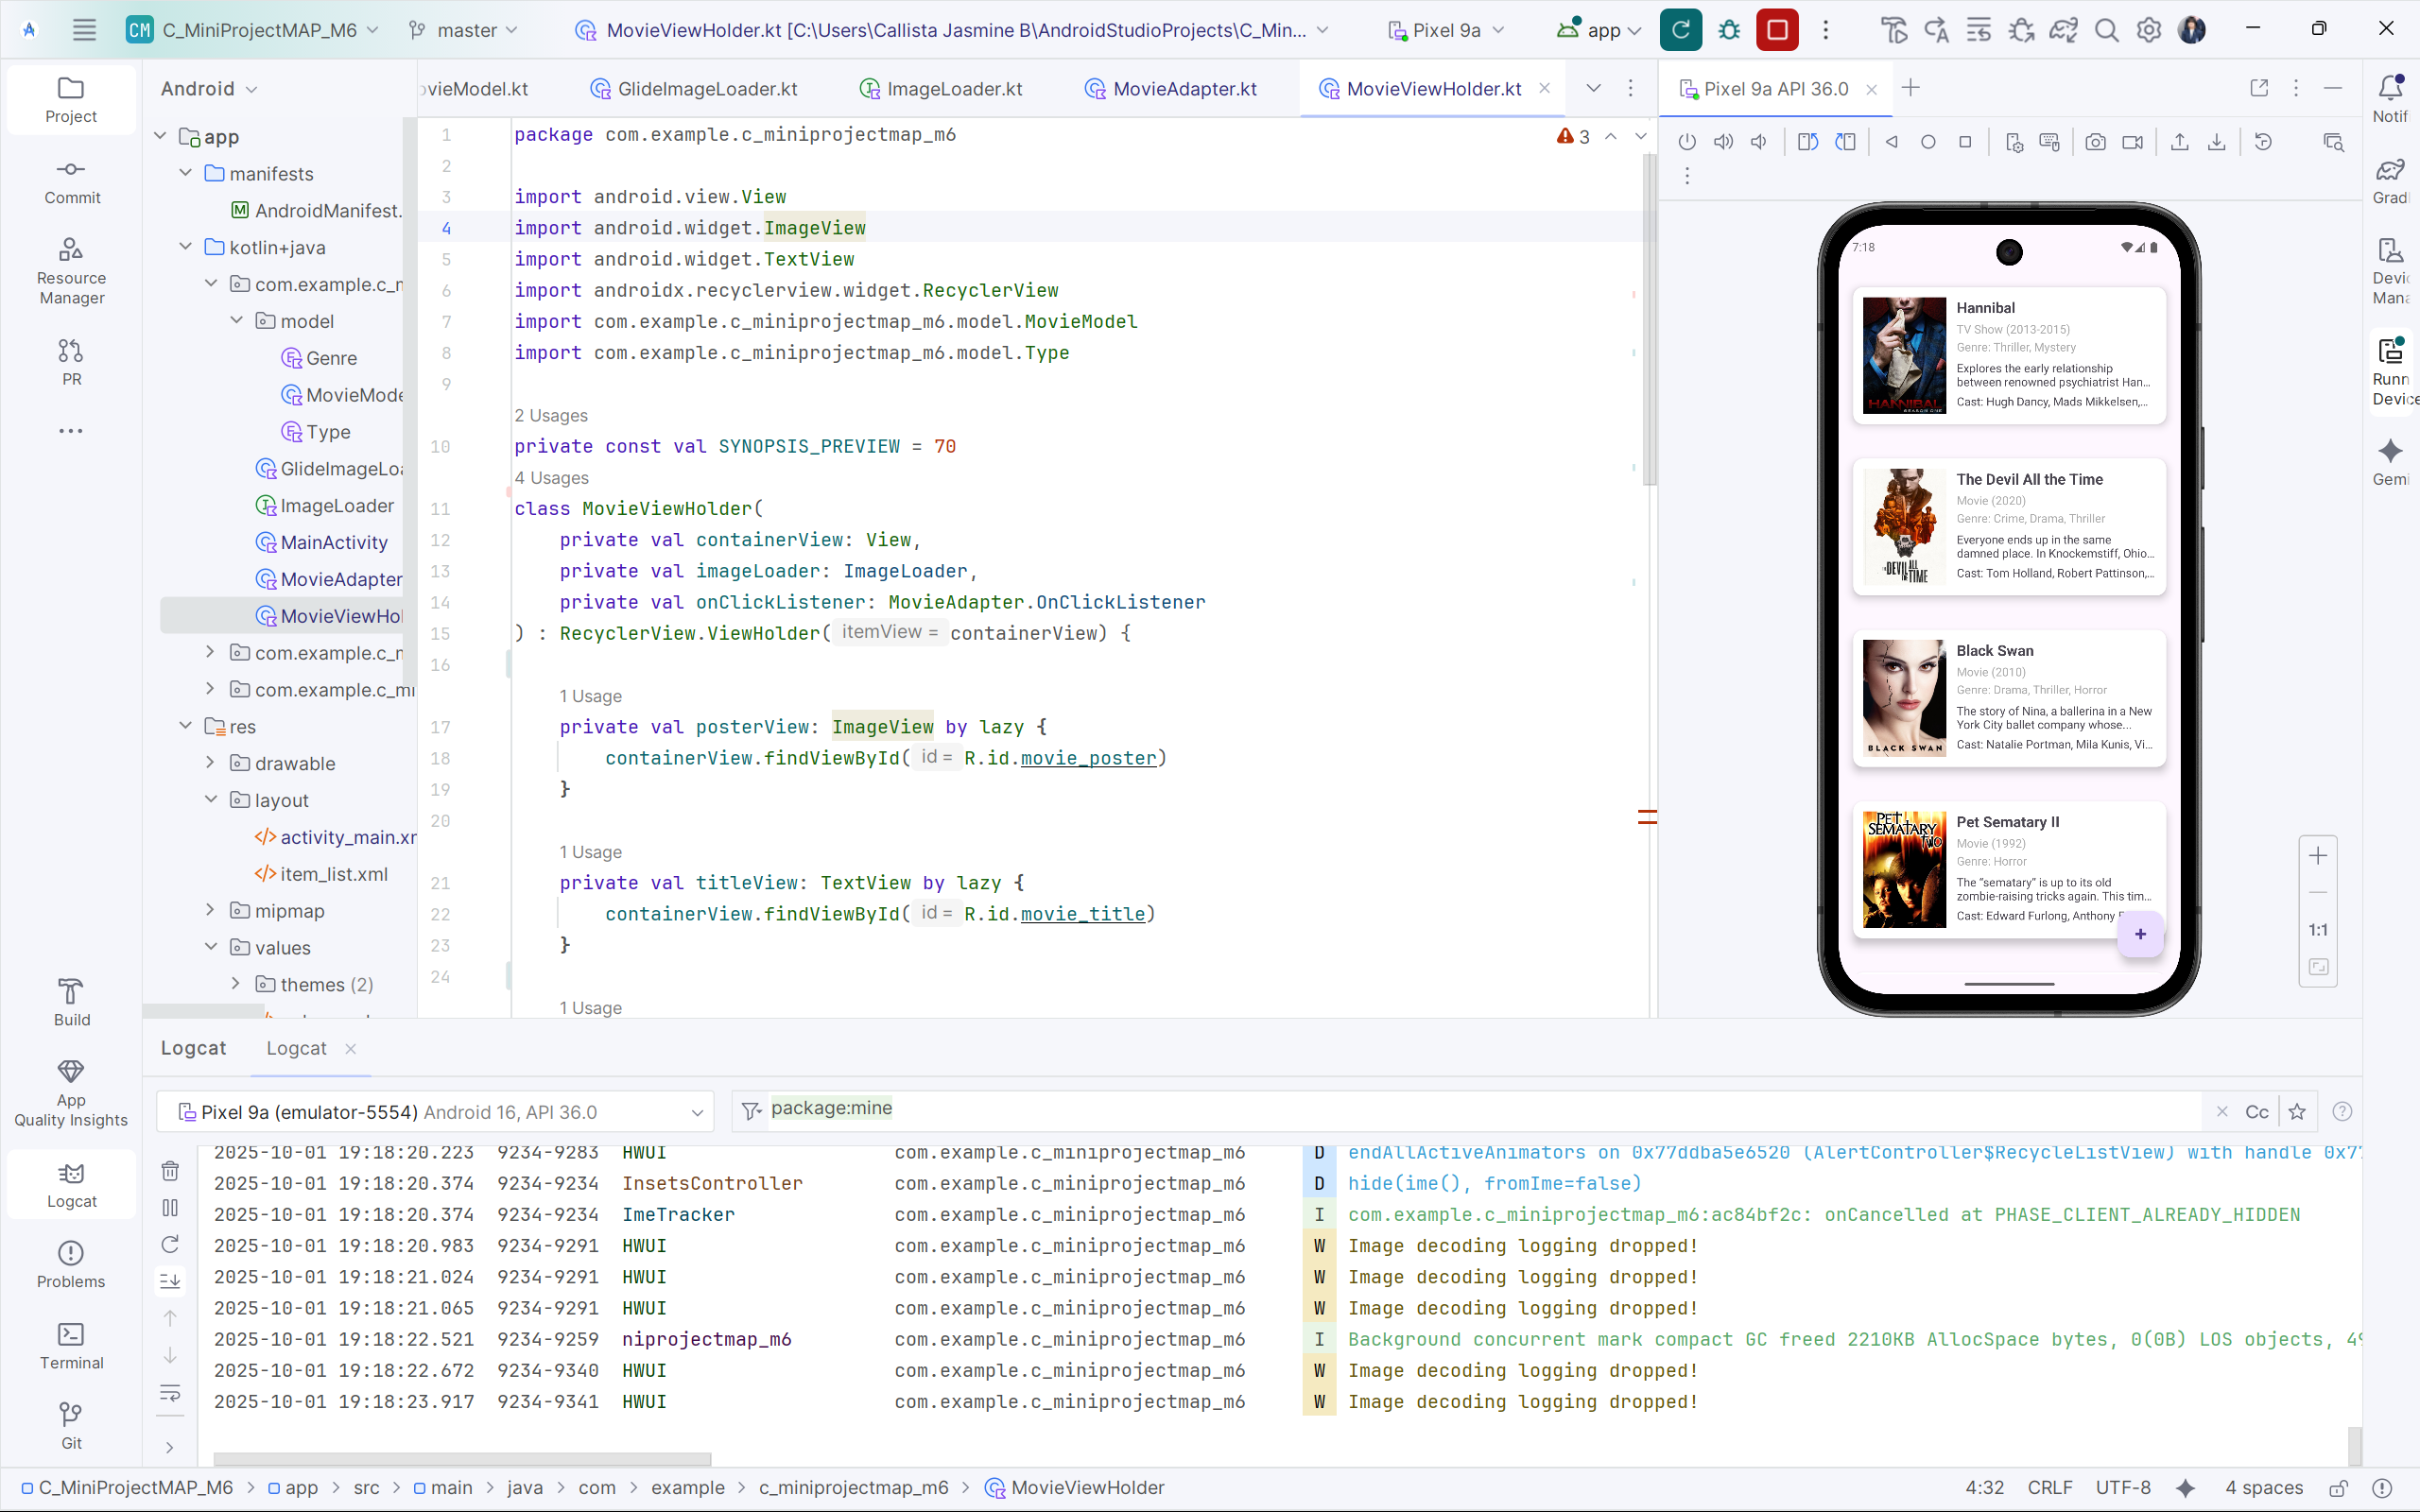 CM C_MiniProjectMAP_M6
master
MovieViewHolder.kt [C:\Users\Callista Jasmine B\AndroidStudioProjects\C_Min...
Pixel 9a
app
Project
Commit
Resource
Manager
PR
Build
App
Quality Insights
Logcat
Problems
Terminal
Git
Android
app
manifests
AndroidManifest.
kotlin+java
com.example.c_m
model
Genre
MovieMode
Type
GlideImageLoa
ImageLoader
MainActivity
MovieAdapter
MovieViewHol
com.example.c_m
com.example.c_mi
res
drawable
layout
activity_main.xm
item_list.xml
mipmap
values
themes (2)
ovieModel.kt
GlideImageLoader.kt
ImageLoader.kt
MovieAdapter.kt
MovieViewHolder.kt
3
1 package com.example.c_miniprojectmap_m6
2
3 import android.view.View
4 import android.widget.ImageView
5 import android.widget.TextView
6 import androidx.recyclerview.widget.RecyclerView
7 import com.example.c_miniprojectmap_m6.model.MovieModel
8 import com.example.c_miniprojectmap_m6.model.Type
9
2 Usages
10 private const val SYNOPSIS_PREVIEW = 70
4 Usages
11 class MovieViewHolder(
12 private val containerView: View,
13 private val imageLoader: ImageLoader,
14 private val onClickListener: MovieAdapter.OnClickListener
15 ) : RecyclerView.ViewHolder( itemView = containerView) {
16
1 Usage
17 private val posterView: ImageView by lazy {
18 containerView.findViewById( id = R.id.movie_poster)
19 }
20
1 Usage
21 private val titleView: TextView by lazy {
22 containerView.findViewById( id = R.id.movie_title)
23 }
24
1 Usage
Pixel 9a API 36.0
7:18
HANNIBAL
SEASON ONE
Hannibal
TV Show (2013-2015)
Genre: Thriller, Mystery
Explores the early relationship
between renowned psychiatrist Han...
Cast: Hugh Dancy, Mads Mikkelsen,...
DEVIL ALL THE TIME
The Devil All the Time
Movie (2020)
Genre: Crime, Drama, Thriller
Everyone ends up in the same
damned place. In Knockemstiff, Ohio...
Cast: Tom Holland, Robert Pattinson,...
BLACK SWAN
Black Swan
Movie (2010)
Genre: Drama, Thriller, Horror
The story of Nina, a ballerina in a New
York City ballet company whose...
Cast: Natalie Portman, Mila Kunis, Vi...
PET SEMATARY TWO
Pet Sematary II
Movie (1992)
Genre: Horror
The "sematary" is up to its old
zombie-raising tricks again. This tim...
Cast: Edward Furlong, Anthony
+
1:1
Notifi
Gradl
Devic
Mana
Runn
Device
Gemi
Logcat
Logcat
Pixel 9a (emulator-5554) Android 16, API 36.0
package:mine
Cc
2025-10-01 19:18:20.223 9234-9283 HWUI com.example.c_miniprojectmap_m6 D endAllActiveAnimators on 0x77ddba5e6520 (AlertController$RecycleListView) with handle 0x77
2025-10-01 19:18:20.374 9234-9234 InsetsController com.example.c_miniprojectmap_m6 D hide(ime(), fromIme=false)
2025-10-01 19:18:20.374 9234-9234 ImeTracker com.example.c_miniprojectmap_m6 I com.example.c_miniprojectmap_m6:ac84bf2c: onCancelled at PHASE_CLIENT_ALREADY_HIDDEN
2025-10-01 19:18:20.983 9234-9291 HWUI com.example.c_miniprojectmap_m6 W Image decoding logging dropped!
2025-10-01 19:18:21.024 9234-9291 HWUI com.example.c_miniprojectmap_m6 W Image decoding logging dropped!
2025-10-01 19:18:21.065 9234-9291 HWUI com.example.c_miniprojectmap_m6 W Image decoding logging dropped!
2025-10-01 19:18:22.521 9234-9259 niprojectmap_m6 com.example.c_miniprojectmap_m6 I Background concurrent mark compact GC freed 2210KB AllocSpace bytes, 0(0B) LOS objects, 49
2025-10-01 19:18:22.672 9234-9340 HWUI com.example.c_miniprojectmap_m6 W Image decoding logging dropped!
2025-10-01 19:18:23.917 9234-9341 HWUI com.example.c_miniprojectmap_m6 W Image decoding logging dropped!
C_MiniProjectMAP_M6 > app > src > main > java > com > example > c_miniprojectmap_m6 > MovieViewHolder
4:32 CRLF UTF-8 4 spaces